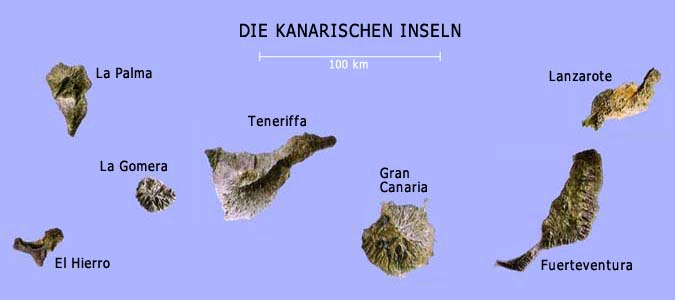 DIE KANARISCHEN INSELN
100 km
La Palma
Lanzarote
Teneriffa
La Gomera
Gran
Canaria
El Hierro
Fuerteventura